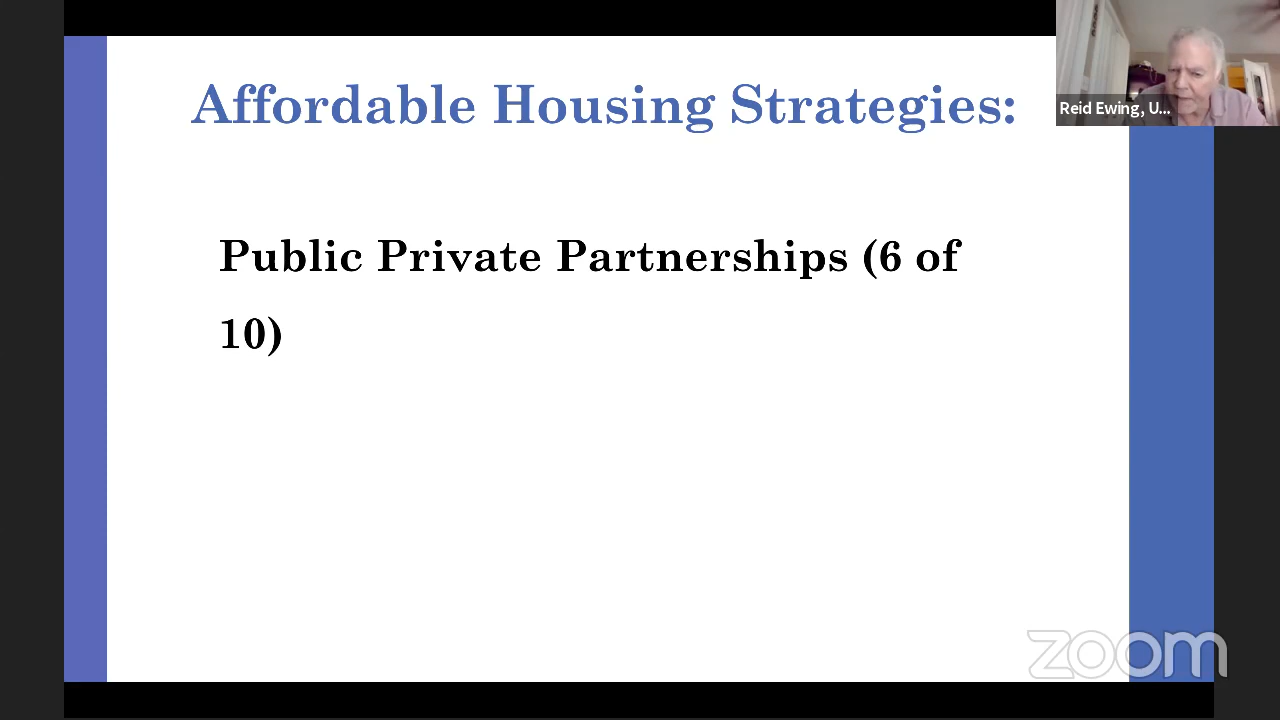 Affordable Housing Strategies:
Reid Ewing, U...
Public Private Partnerships (6 of
10)
zoom